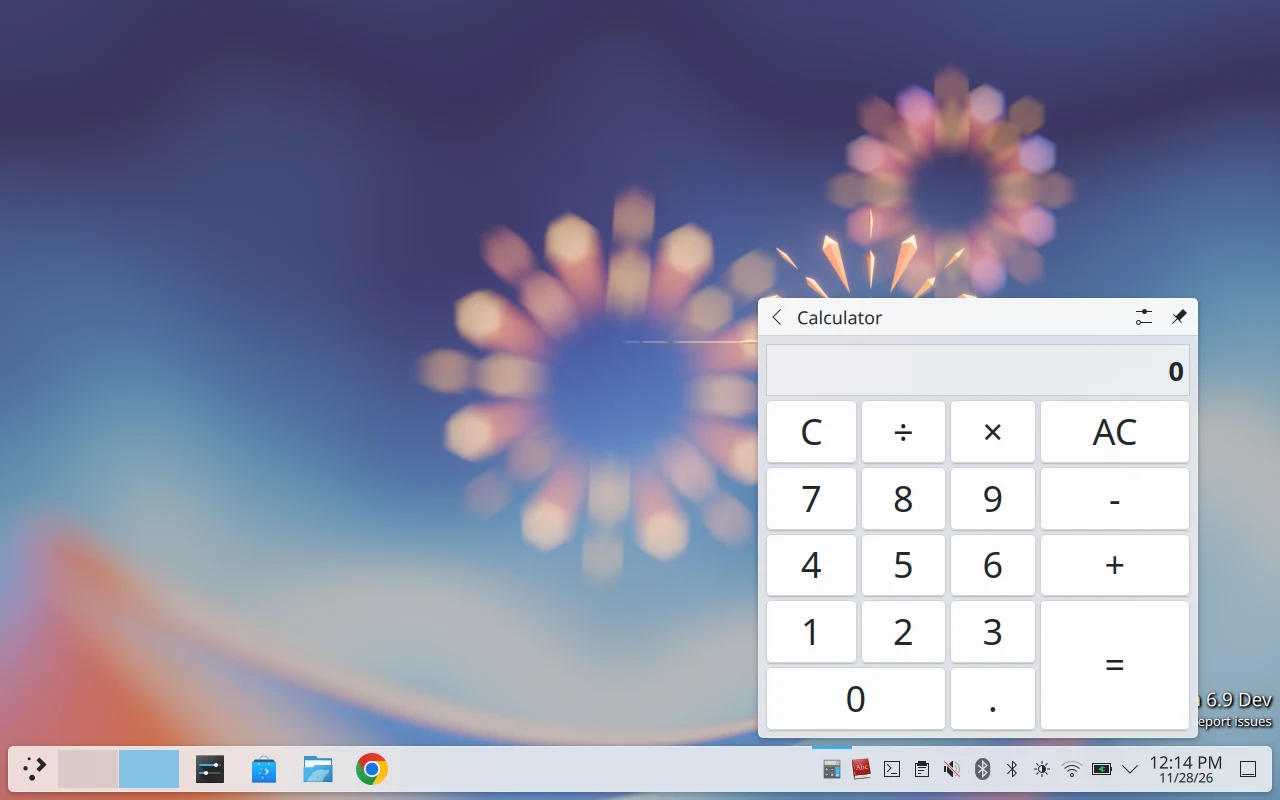 Calculator
0
C ÷ × AC
7 8 9 -
4 5 6 +
1 2 3
=
0 .
6.9 Dev
eport issues
Abc
12:14 PM
11/28/26